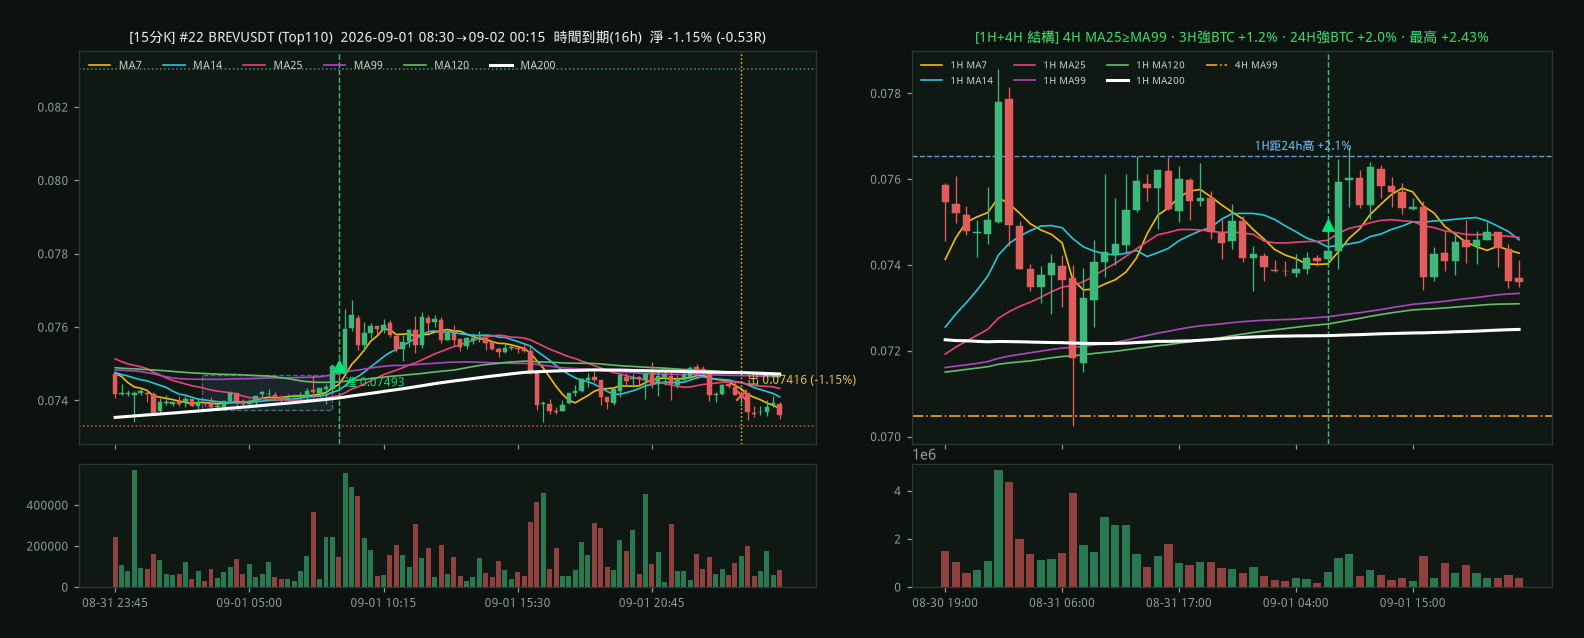 [15分K] #22 BREVUSDT (Top110)  2026-09-01 08:30→09-02 00:15  時間到期(16h)  淨 -1.15% (-0.53R)
MA7 MA14 MA25 MA99 MA120 MA200
0.082
0.080
0.078
0.076
0.074
0.07493
出 0.07416 (-1.15%)
400000
200000
0
08-31 23:45 09-01 05:00 09-01 10:15 09-01 15:30 09-01 20:45
[1H+4H 結構] 4H MA25≥MA99 · 3H強BTC +1.2% · 24H強BTC +2.0% · 最高 +2.43%
1H MA7 1H MA25 1H MA120 4H MA99
1H MA14 1H MA99 1H MA200
1H距24h高 +2.1%
0.078
0.076
0.074
0.072
0.070
1e6
4
2
0
08-30 19:00 08-31 06:00 08-31 17:00 09-01 04:00 09-01 15:00